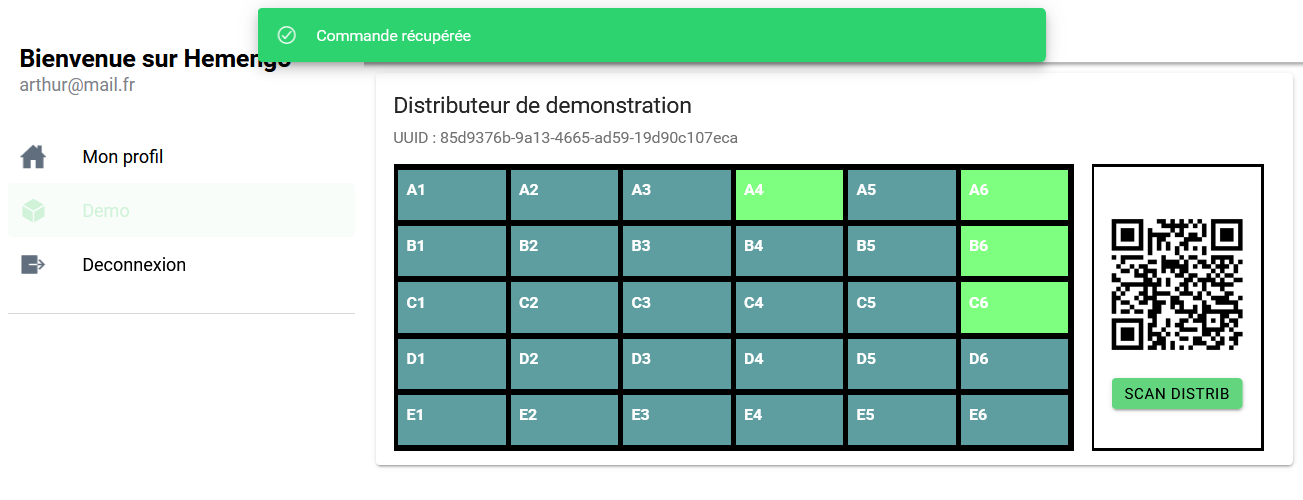 Commande récupérée
Bienvenue sur Hemengo
arthur@mail.fr
Mon profil
Demo
Deconnexion
Distributeur de demonstration
UUID : 85d9376b-9a13-4665-ad59-19d90c107eca
A1 A2 A3 A4 A5 A6
B1 B2 B3 B4 B5 B6
C1 C2 C3 C4 C5 C6
D1 D2 D3 D4 D5 D6
E1 E2 E3 E4 E5 E6
SCAN DISTRIB